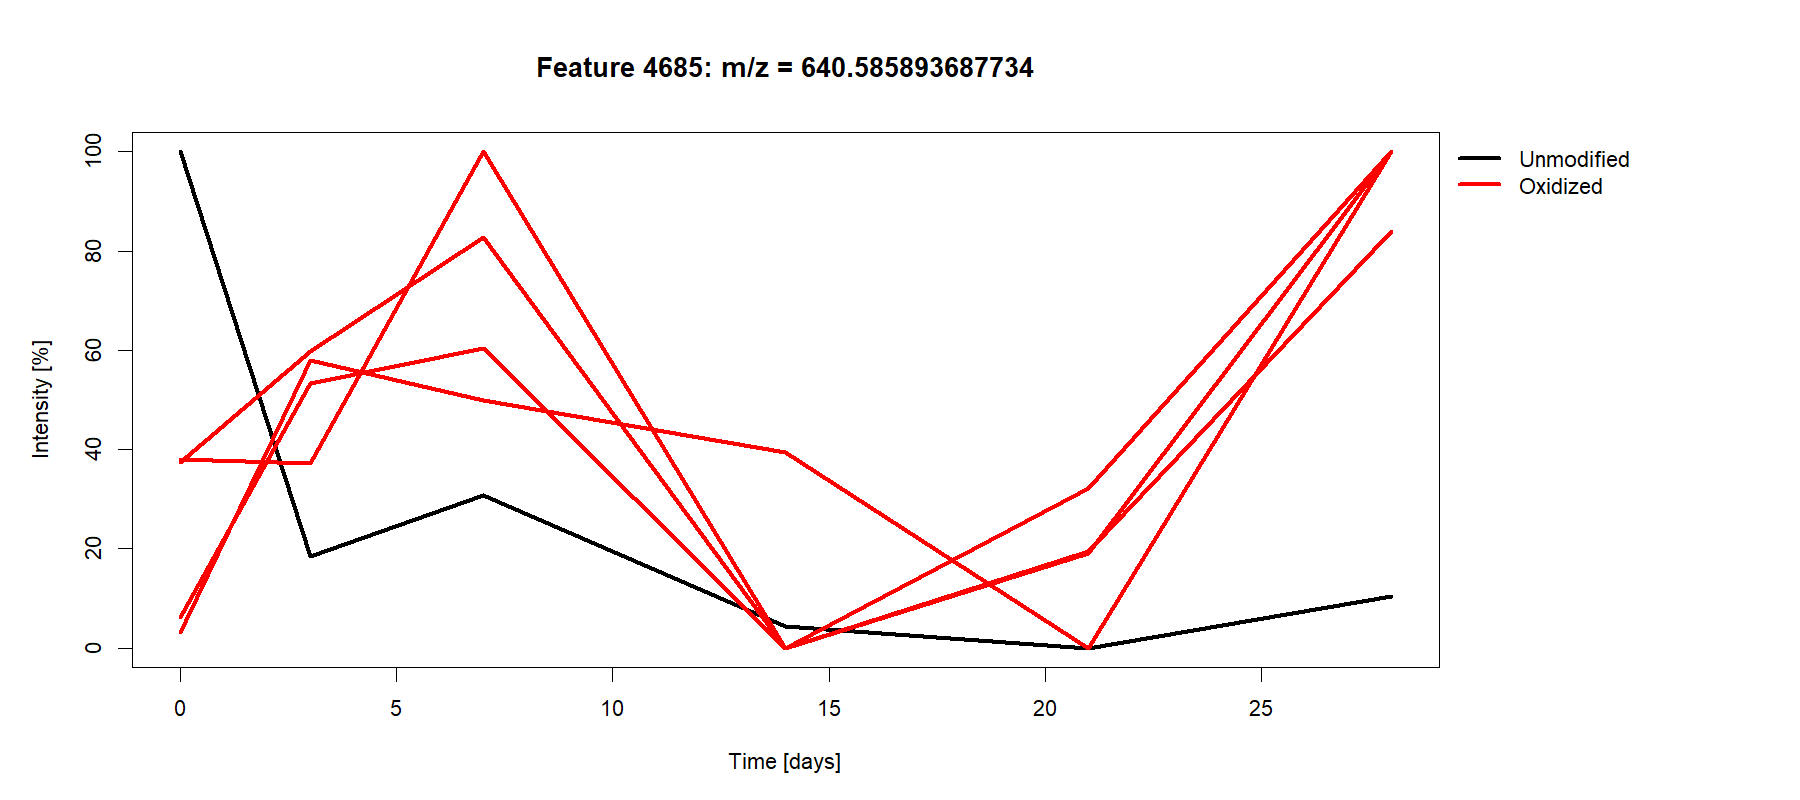 Feature 4685: m/z = 640.585893687734
Unmodified
Oxidized
Intensity [%]
100
80
60
40
20
0
0 5 10 15 20 25
Time [days]